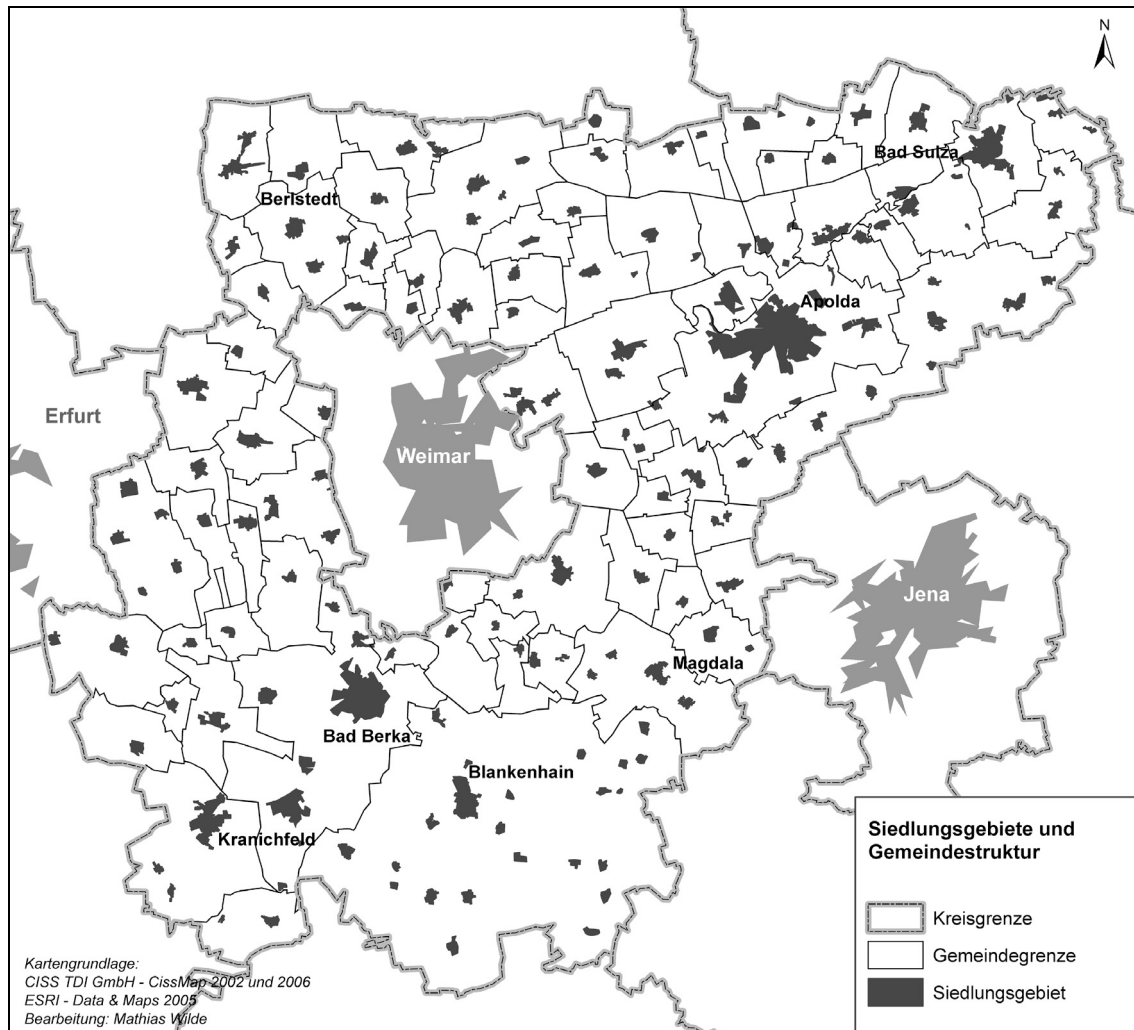 N
Bad Sulza
Berlstedt
Apolda
Erfurt
Weimar
Jena
Magdala
Bad Berka
Blankenhain
Kranichfeld
Siedlungsgebiete und
Gemeindestruktur
Kreisgrenze
Gemeindegrenze
Siedlungsgebiet
Kartengrundlage:
CISS TDI GmbH - CissMap 2002 und 2006
ESRI - Data & Maps 2005
Bearbeitung: Mathias Wilde